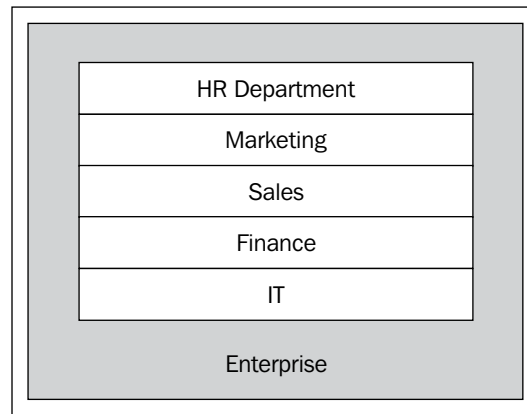 HR Department
Marketing
Sales
Finance
IT
Enterprise